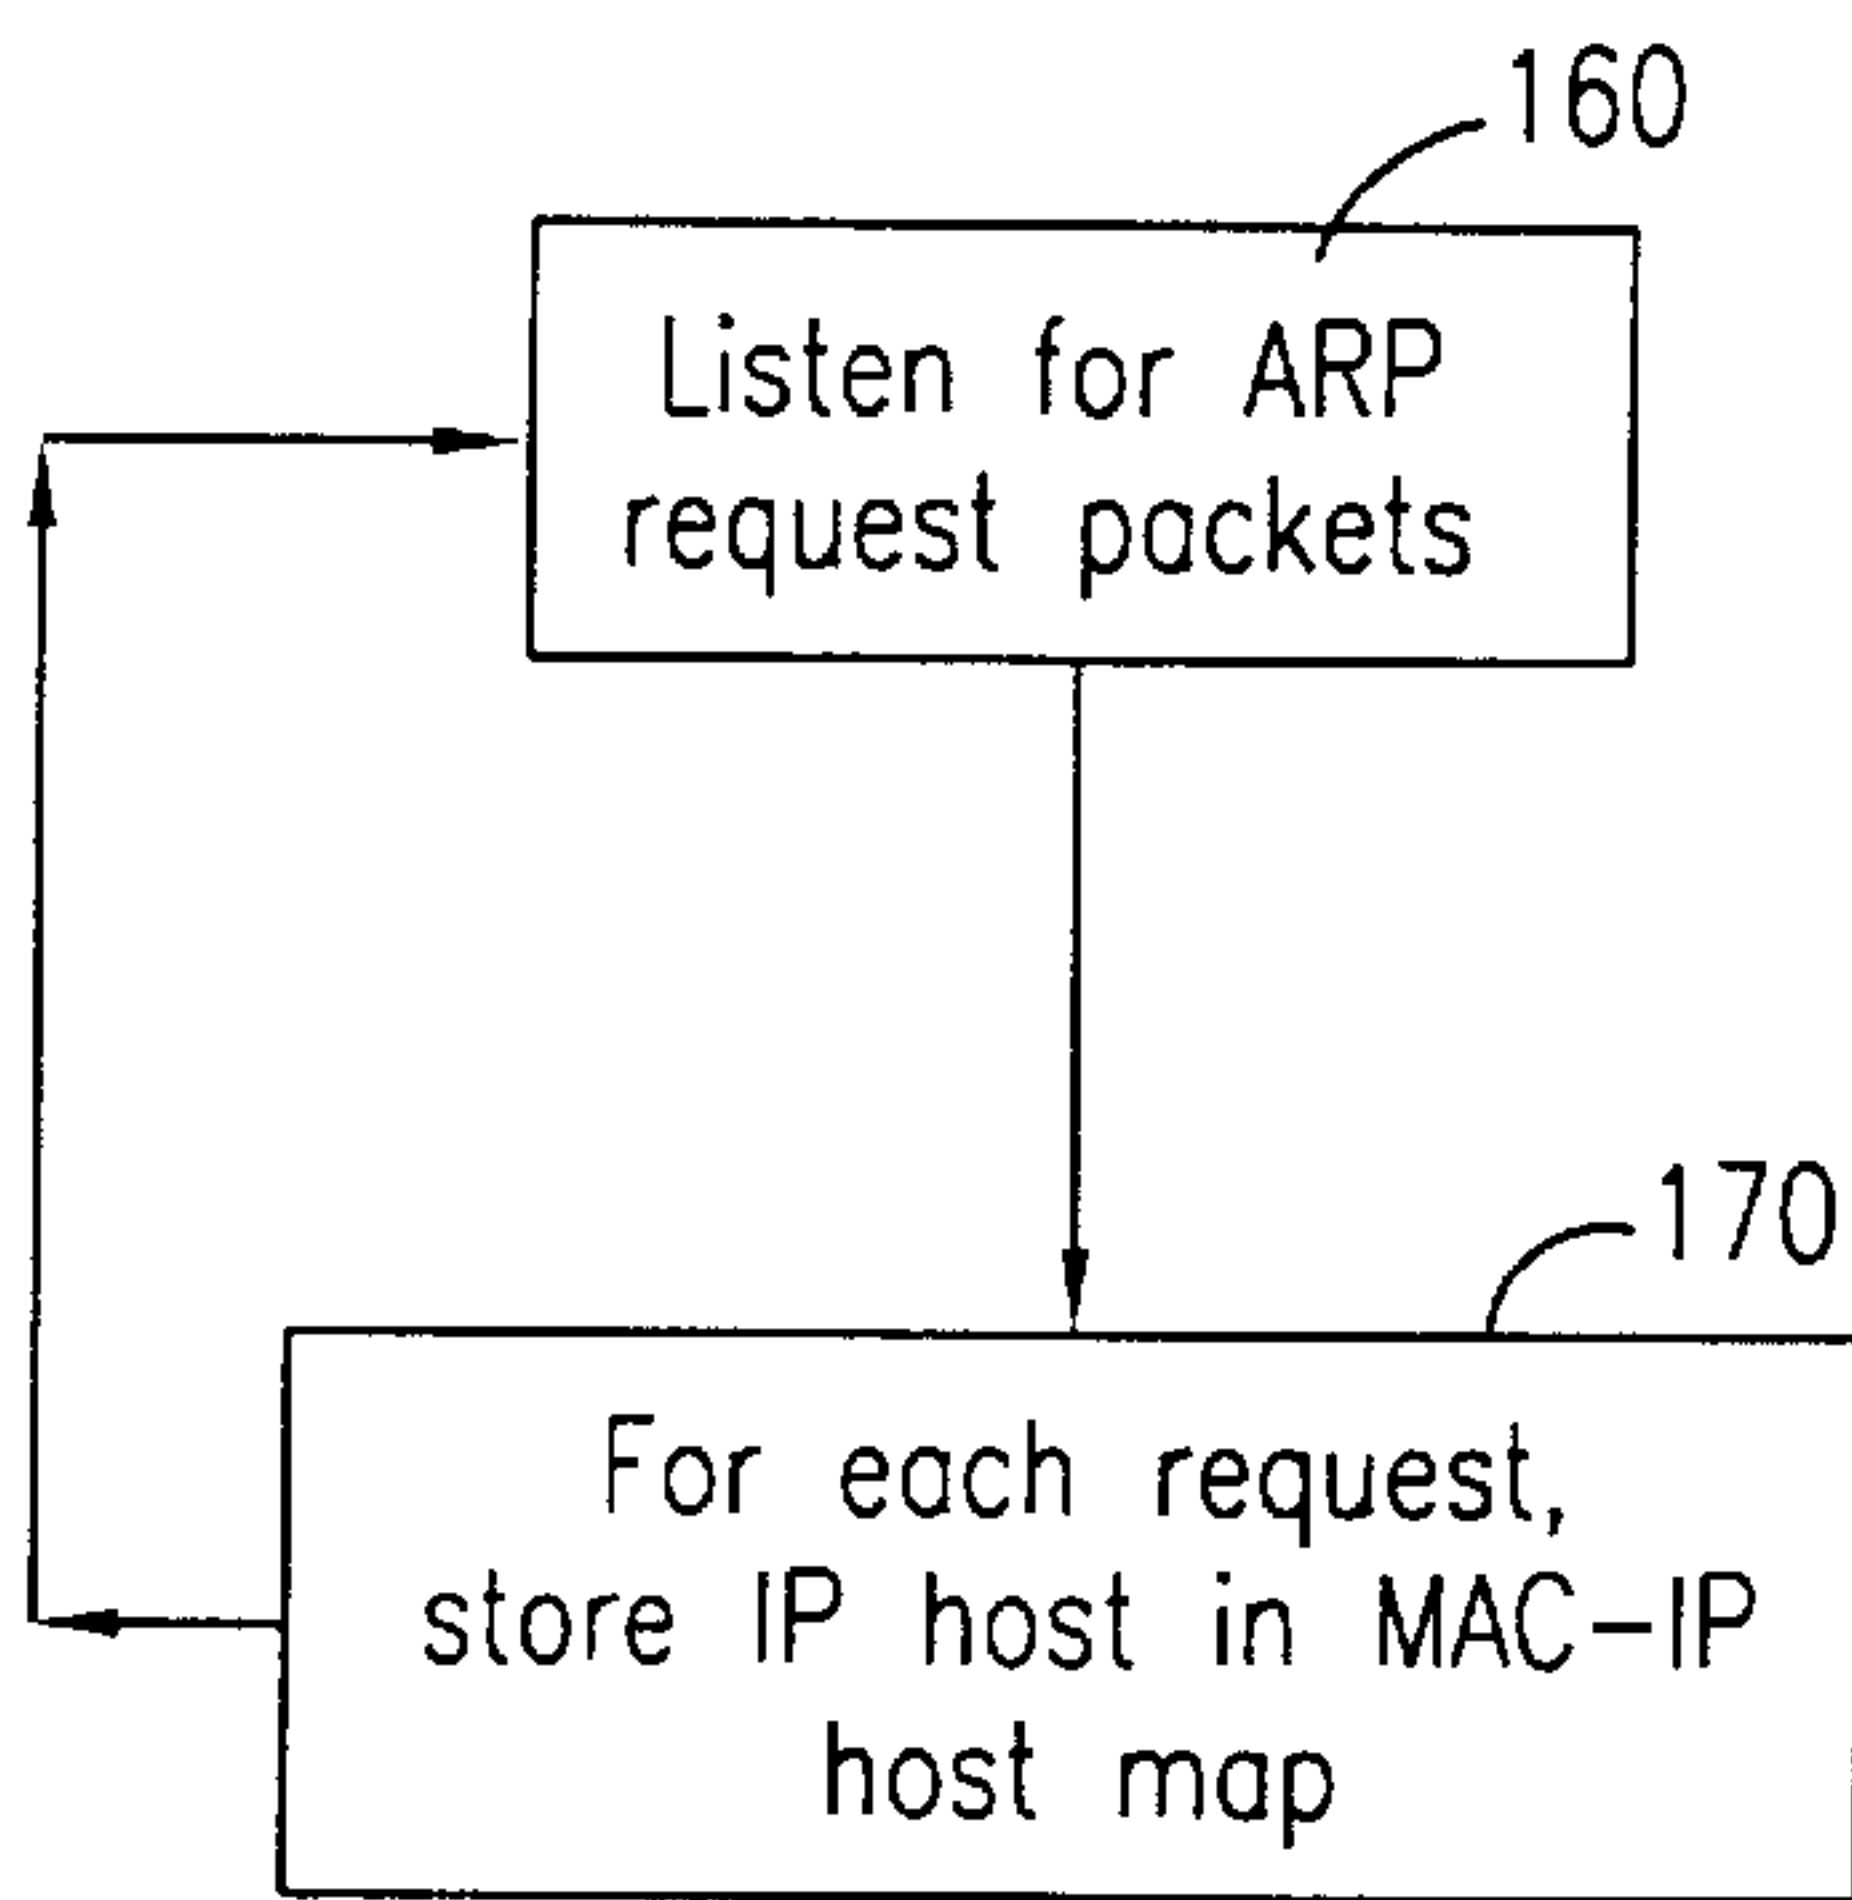 160
Listen for ARP
request packets
170
For each request,
store IP host in MAC-IP
host map